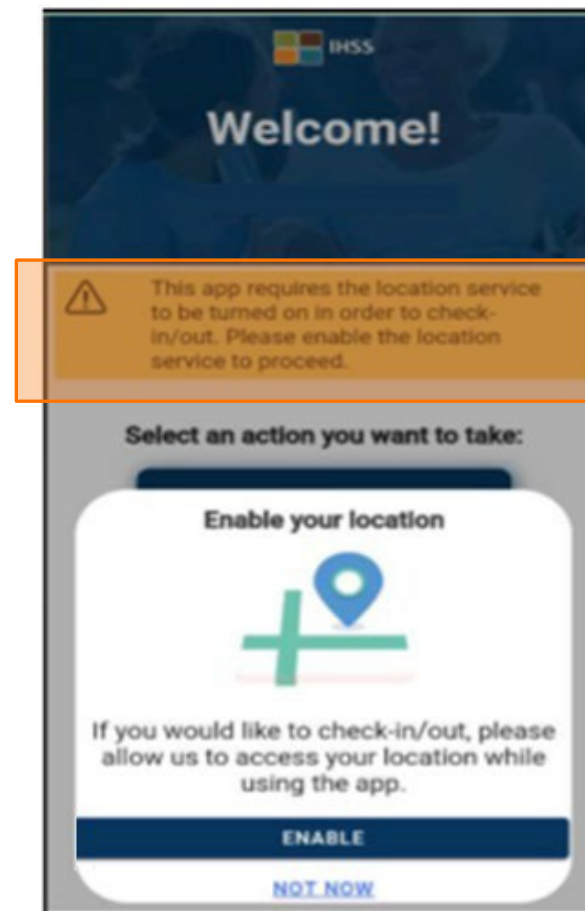 IHSS
Welcome!
This app requires the location service
to be turned on in order to check-
in/out. Please enable the location
service to proceed.
Select an action you want to take:
Enable your location
If you would like to check-in/out, please
allow us to access your location while
using the app.
ENABLE
NOT NOW